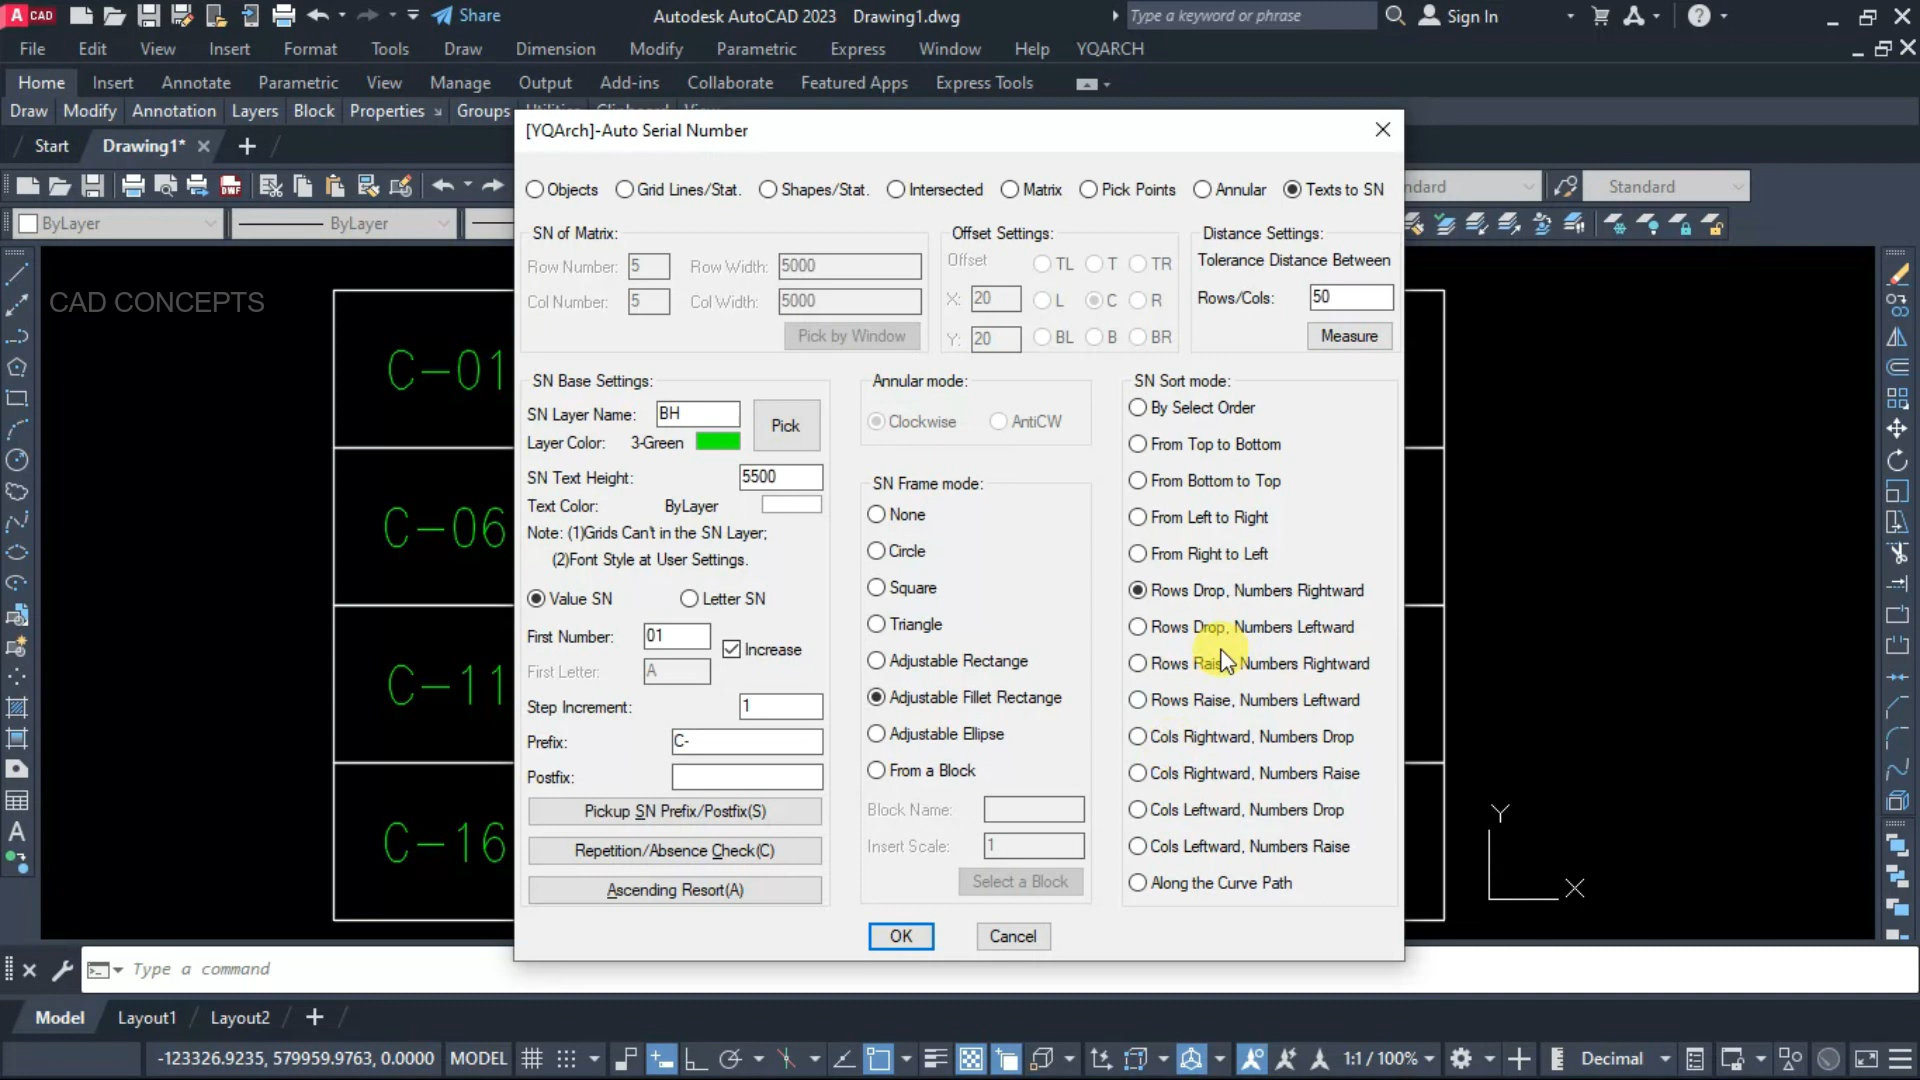 CAD
Share
Autodesk AutoCAD 2023 Drawing1.dwg
Type a keyword or phrase
Sign In
File Edit View Insert Format Tools Draw Dimension Modify Parametric Express Window Help YQARCH
Home Insert Annotate Parametric View Manage Output Add-ins Collaborate Featured Apps Express Tools
Draw Modify Annotation Layers Block Properties Groups
Start Drawing1*
[YQArch]-Auto Serial Number
DWF
Standard
ByLayer ByLayer
Objects Grid Lines/Stat. Shapes/Stat. Intersected Matrix Pick Points Annular Texts to SN
SN of Matrix:
Row Number: 5 Row Width: 5000
Col Number: 5 Col Width: 5000
Pick by Window
Offset Settings:
Offset TL T TR
X: 20 L C R
Y: 20 BL B BR
Distance Settings:
Tolerance Distance Between
Rows/Cols: 50
Measure
SN Base Settings:
SN Layer Name: BH
Pick
Layer Color: 3-Green
SN Text Height: 5500
Text Color: ByLayer
Note: (1)Grids Can't in the SN Layer;
(2)Font Style at User Settings.
Value SN Letter SN
First Number: 01
Increase
First Letter: A
Step Increment: 1
Prefix: C-
Postfix:
Pickup SN Prefix/Postfix(S)
Repetition/Absence Check(C)
Ascending Resort(A)
Annular mode:
Clockwise AntiCW
SN Frame mode:
None
Circle
Square
Triangle
Adjustable Rectange
Adjustable Fillet Rectange
Adjustable Ellipse
From a Block
Block Name:
Insert Scale: 1
Select a Block
SN Sort mode:
By Select Order
From Top to Bottom
From Bottom to Top
From Left to Right
From Right to Left
Rows Drop, Numbers Rightward
Rows Drop, Numbers Leftward
Rows Raise, Numbers Rightward
Rows Raise, Numbers Leftward
Cols Rightward, Numbers Drop
Cols Rightward, Numbers Raise
Cols Leftward, Numbers Drop
Cols Leftward, Numbers Raise
Along the Curve Path
OK Cancel
CAD CONCEPTS
C-01
C-06
C-11
C-16
Y
X
Type a command
Model Layout1 Layout2
-123326.9235, 579959.9763, 0.0000 MODEL
1:1 / 100%
Decimal